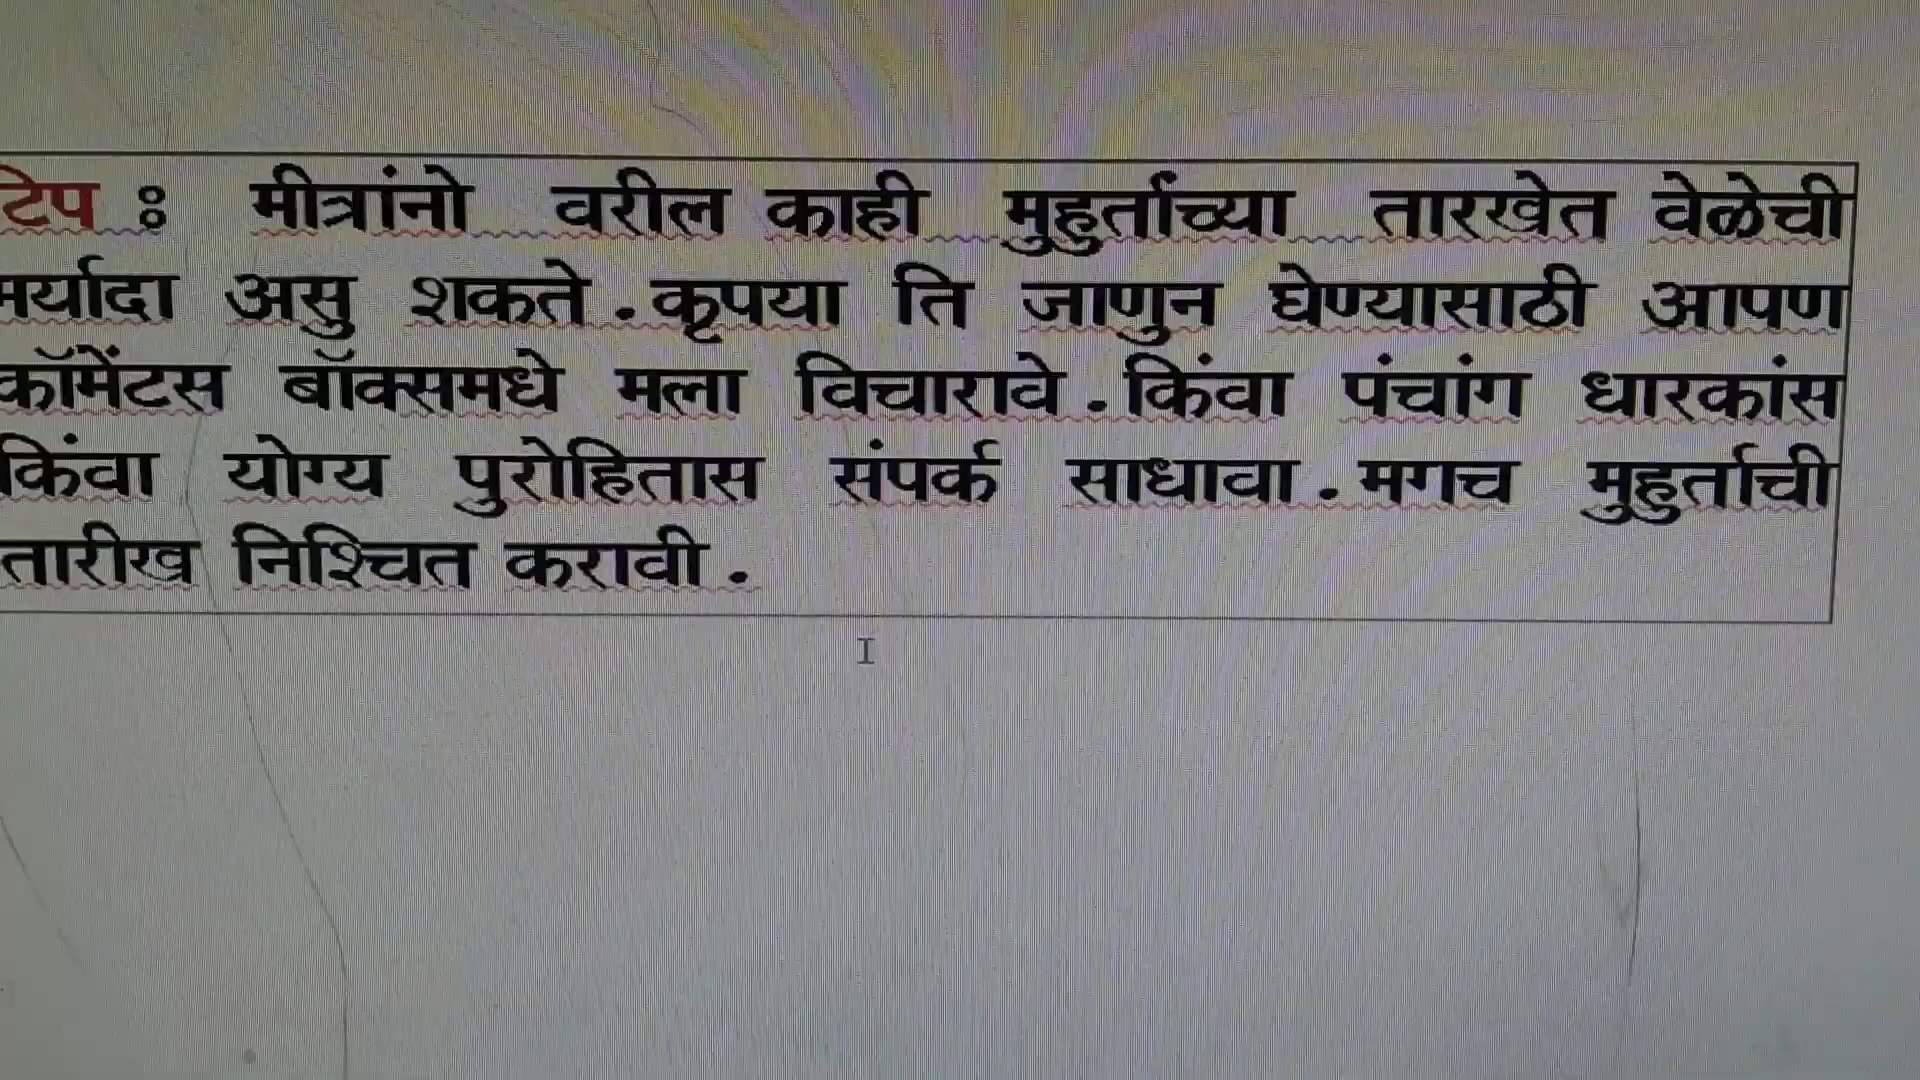 टिप : मीत्रांनो वरील काही मुहुर्ताच्या तारखेत वेळेची
मर्यादा असु शकते . कृपया ति जाणुन घेण्यासाठी आपण
कॉमेंटस बॉक्समधे मला विचारावे . किंवा पंचांग धारकांस
किंवा योग्य पुरोहितास संपर्क साधावा . मगच मुहुर्ताची
तारीख निश्चित करावी .